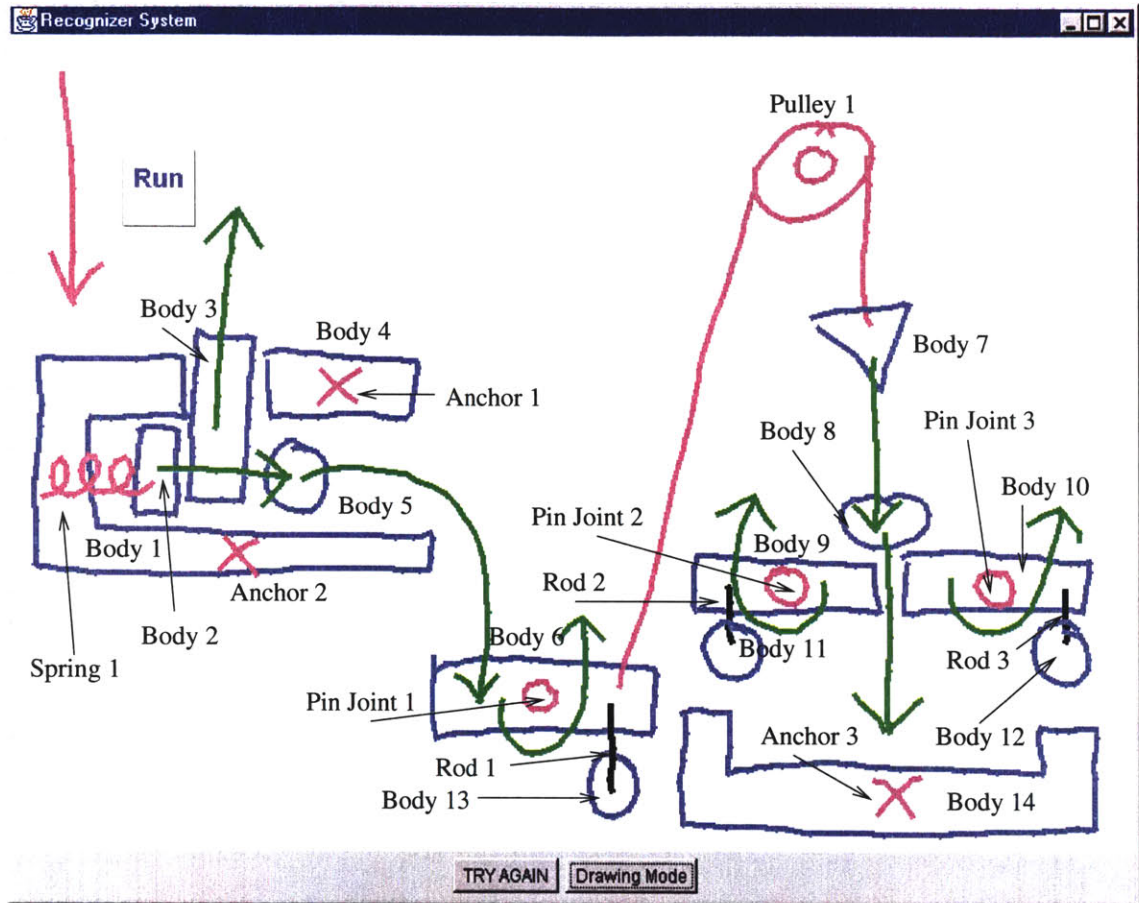 Recognizer System
Pulley 1
Run
Body 3
Body 4
Body 7
Anchor 1
Body 8
Pin Joint 3
Body 5
Body 10
Pin Joint 2
Body 1
Body 9
Rod 2
Anchor 2
Body 2
Body 6
Body 11
Spring 1
Rod 3
Pin Joint 1
Anchor 3
Body 12
Rod 1
Body 13
Body 14
TRY AGAIN
Drawing Mode